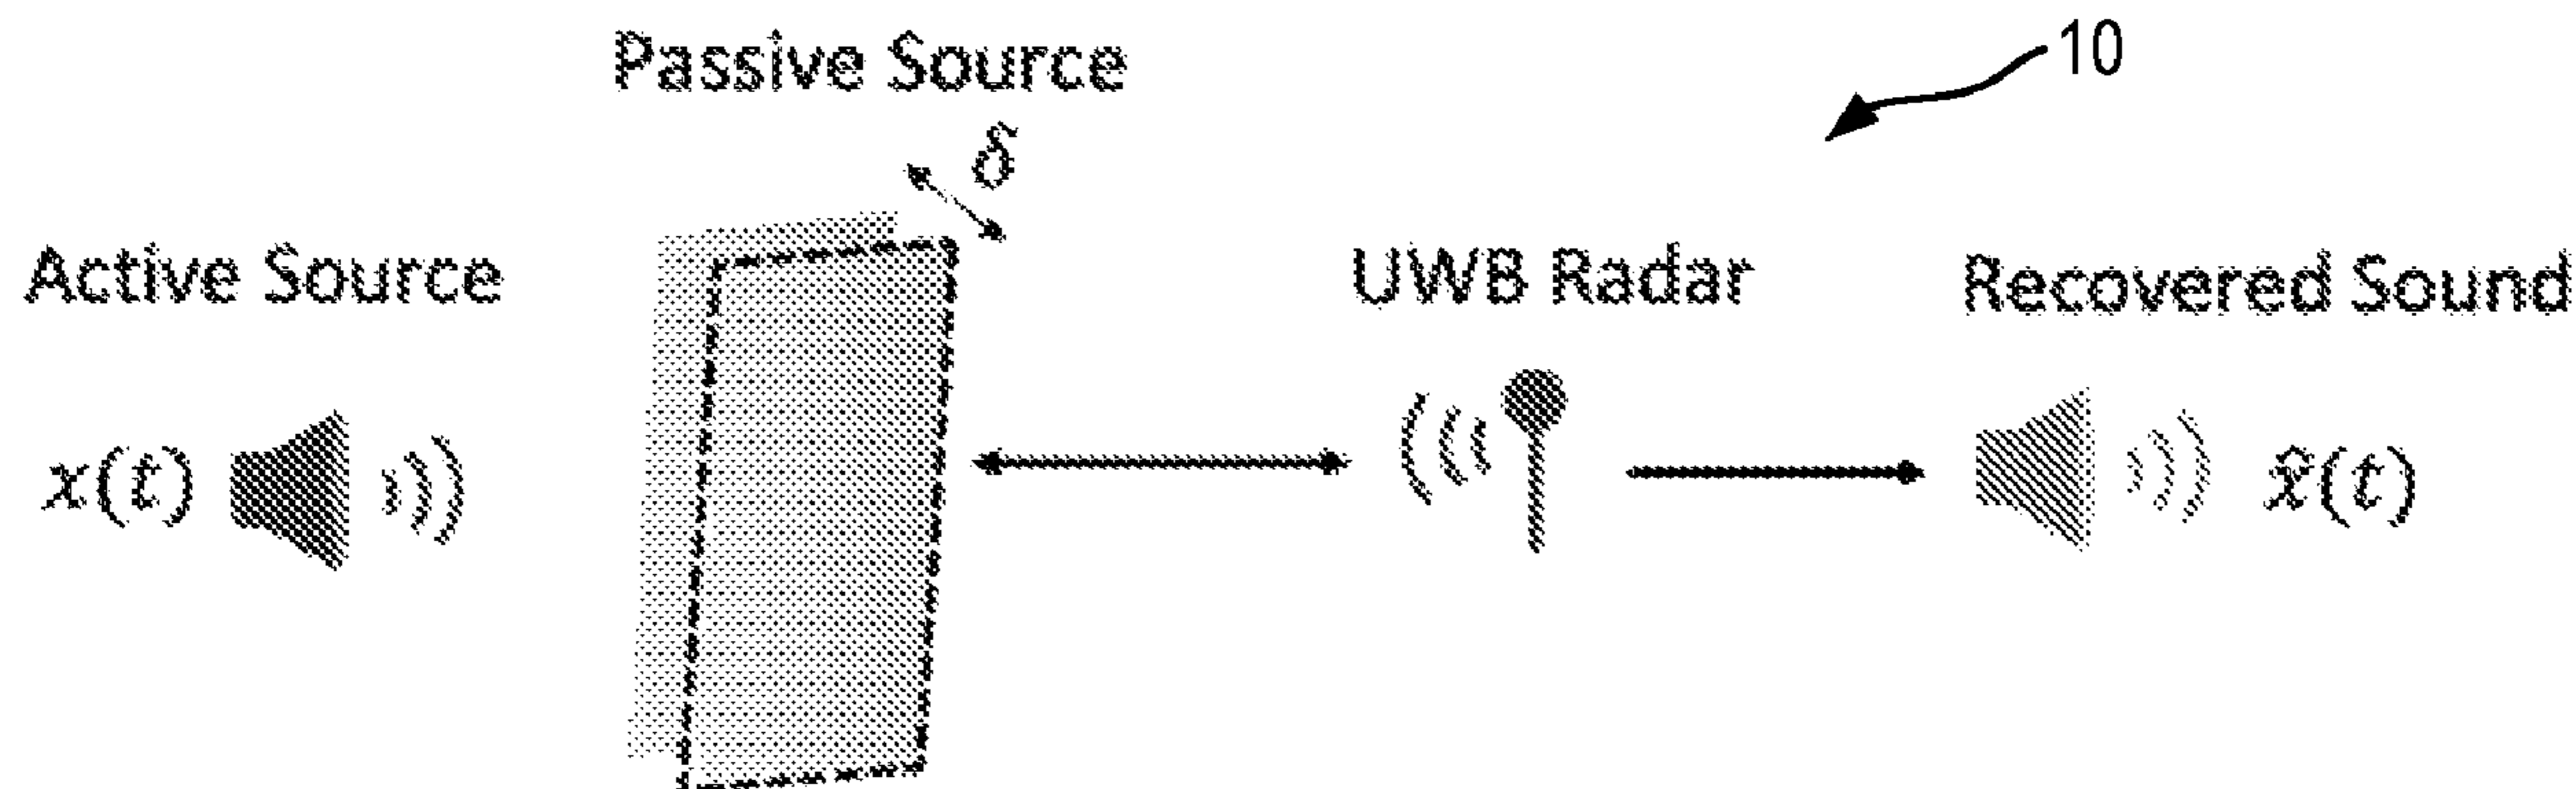 10
Passive Source
δ
Active Source
UWB Radar
Recovered Sound
x(t)
x̂(t)